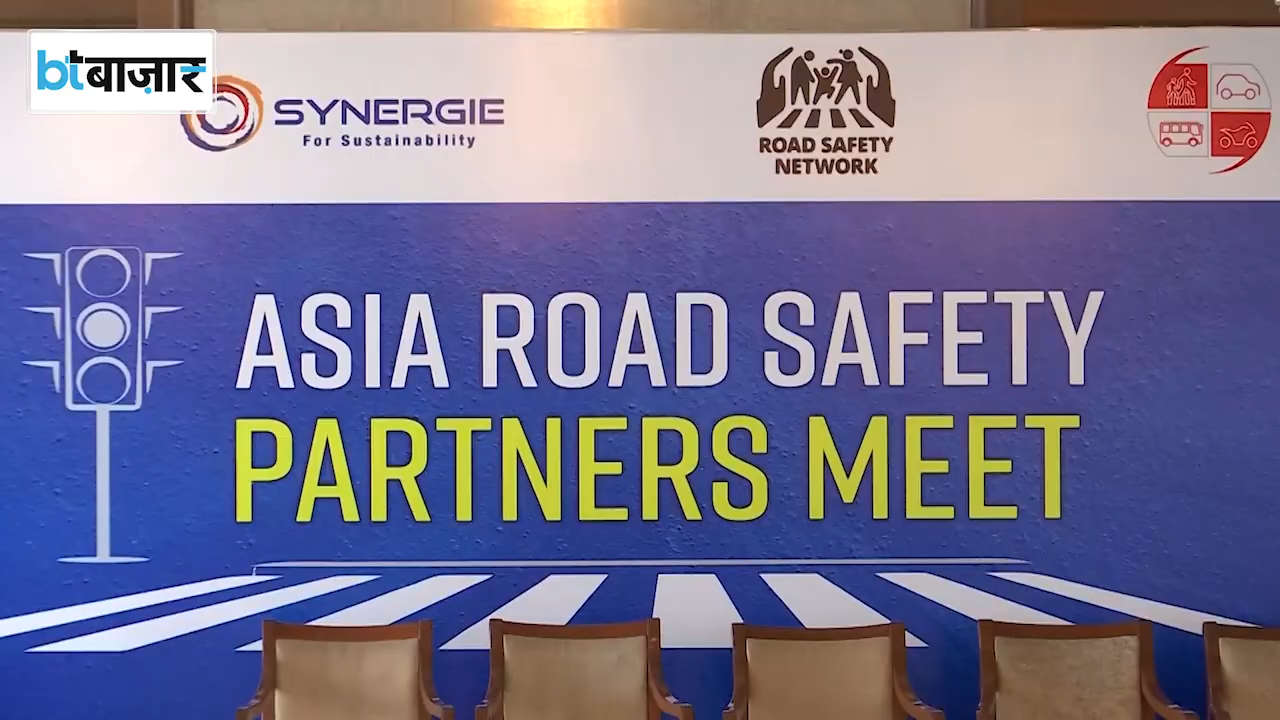 btबाज़ार
SYNERGIE
For Sustainability
ROAD SAFETY
NETWORK
ASIA ROAD SAFETY
PARTNERS MEET